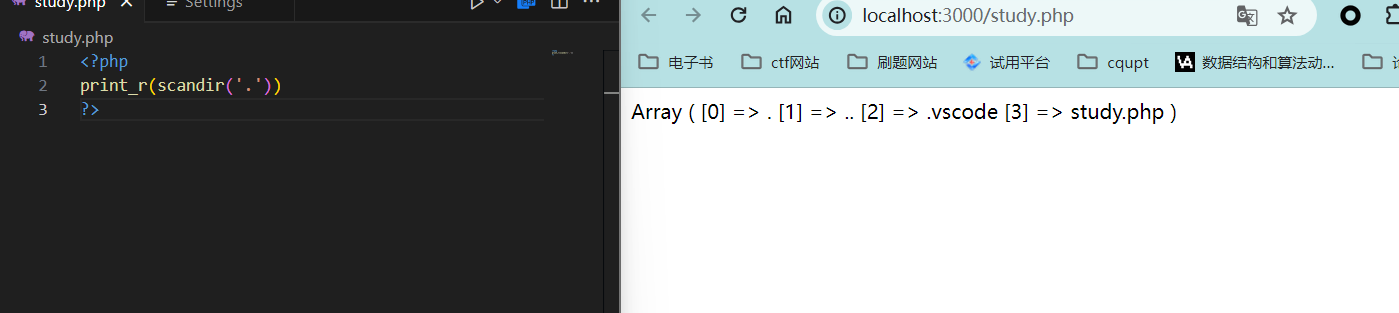 study.php
Settings
study.php
1 <?php
2 print_r(scandir('.'))
3 ?>
localhost:3000/study.php
电子书 ctf网站 刷题网站 试用平台 cqupt 数据结构和算法动...
Array ( [0] => . [1] => .. [2] => .vscode [3] => study.php )